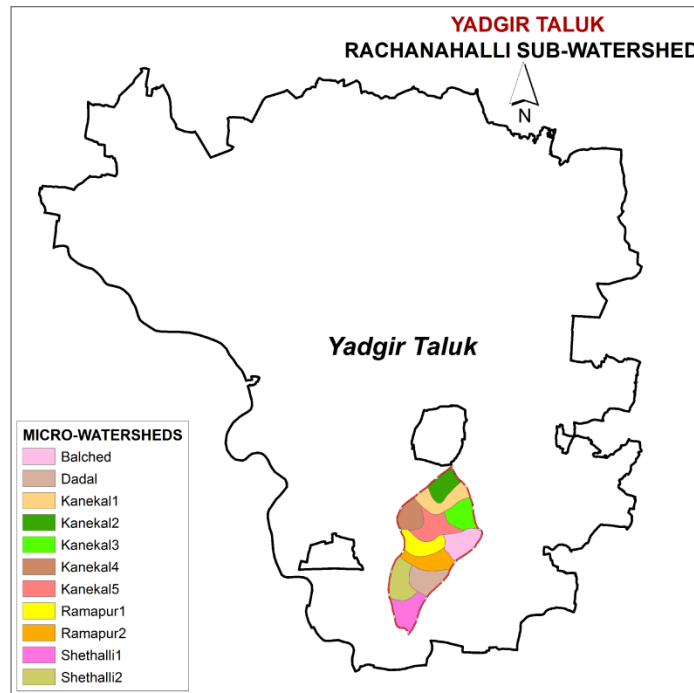 YADGIR TALUK
RACHANAHALLI SUB-WATERSHED
N
Yadgir Taluk
MICRO-WATERSHEDS
Balched
Dadal
Kanekal1
Kanekal2
Kanekal3
Kanekal4
Kanekal5
Ramapur1
Ramapur2
Shethalli1
Shethalli2